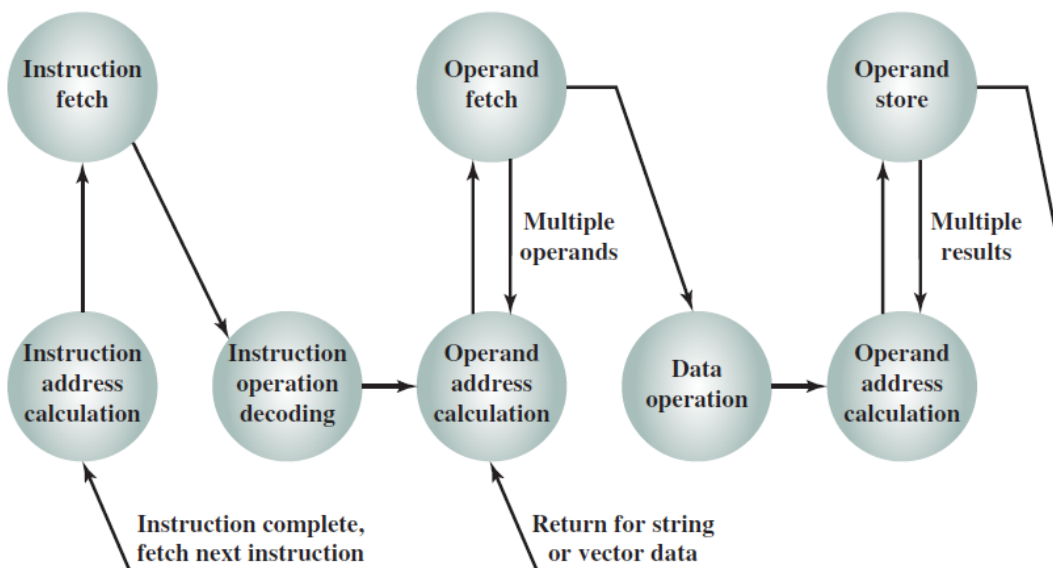 Instruction
fetch
Operand
fetch
Operand
store
Multiple
operands
Multiple
results
Instruction
address
calculation
Instruction
operation
decoding
Operand
address
calculation
Data
operation
Operand
address
calculation
Instruction complete,
fetch next instruction
Return for string
or vector data